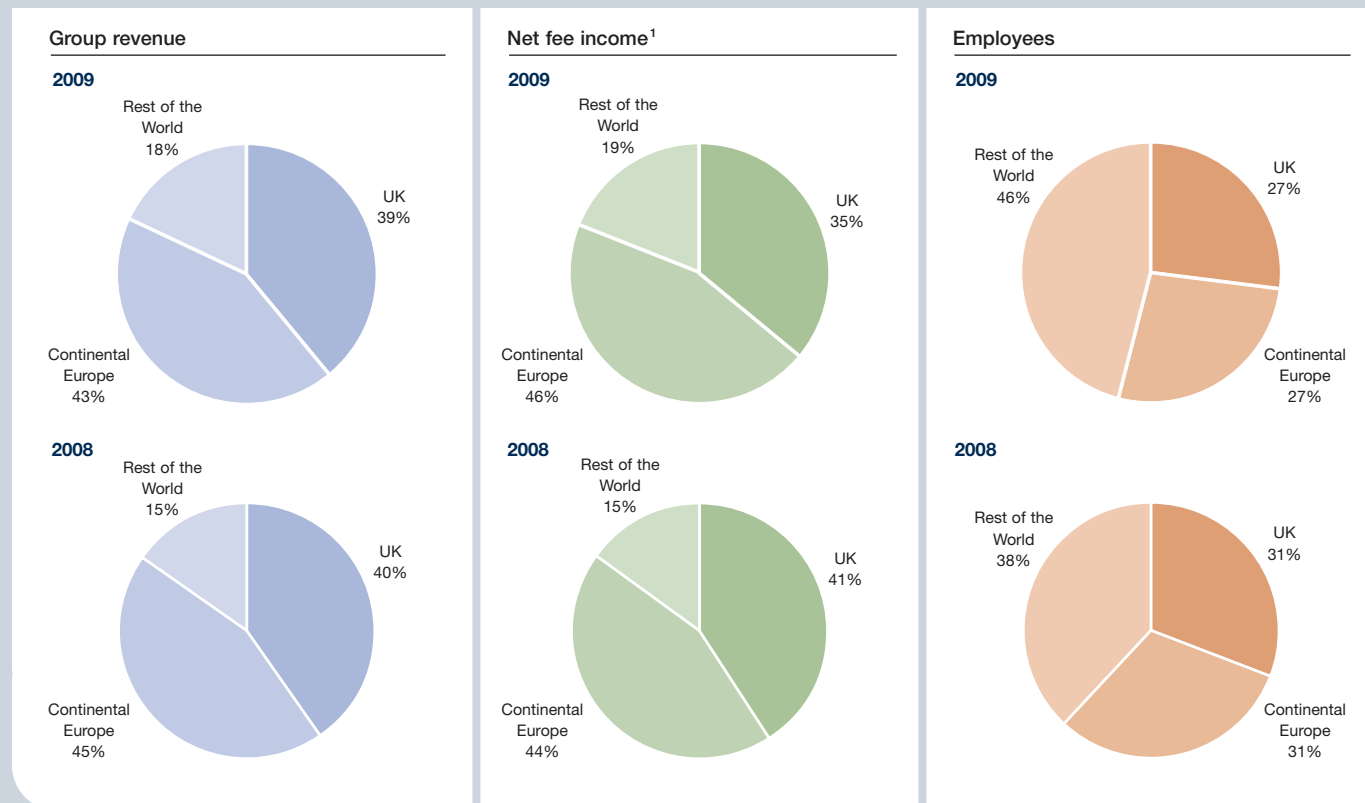 Group revenue
2009
Rest of the
World
18%
UK
39%
Continental
Europe
43%
2008
Rest of the
World
15%
UK
40%
Continental
Europe
45%
Net fee income¹
2009
Rest of the
World
19%
UK
35%
Continental
Europe
46%
2008
Rest of the
World
15%
UK
41%
Continental
Europe
44%
Employees
2009
Rest of the
World
46%
UK
27%
Continental
Europe
27%
2008
Rest of the
World
38%
UK
31%
Continental
Europe
31%